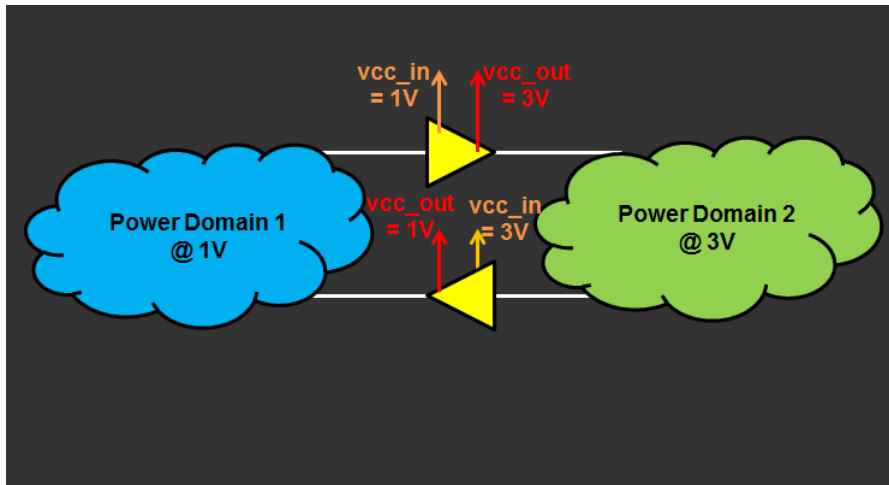 vcc_in
= 1V
vcc_out
= 3V
Power Domain 1
@ 1V
vcc_out
= 1V
vcc_in
= 3V
Power Domain 2
@ 3V